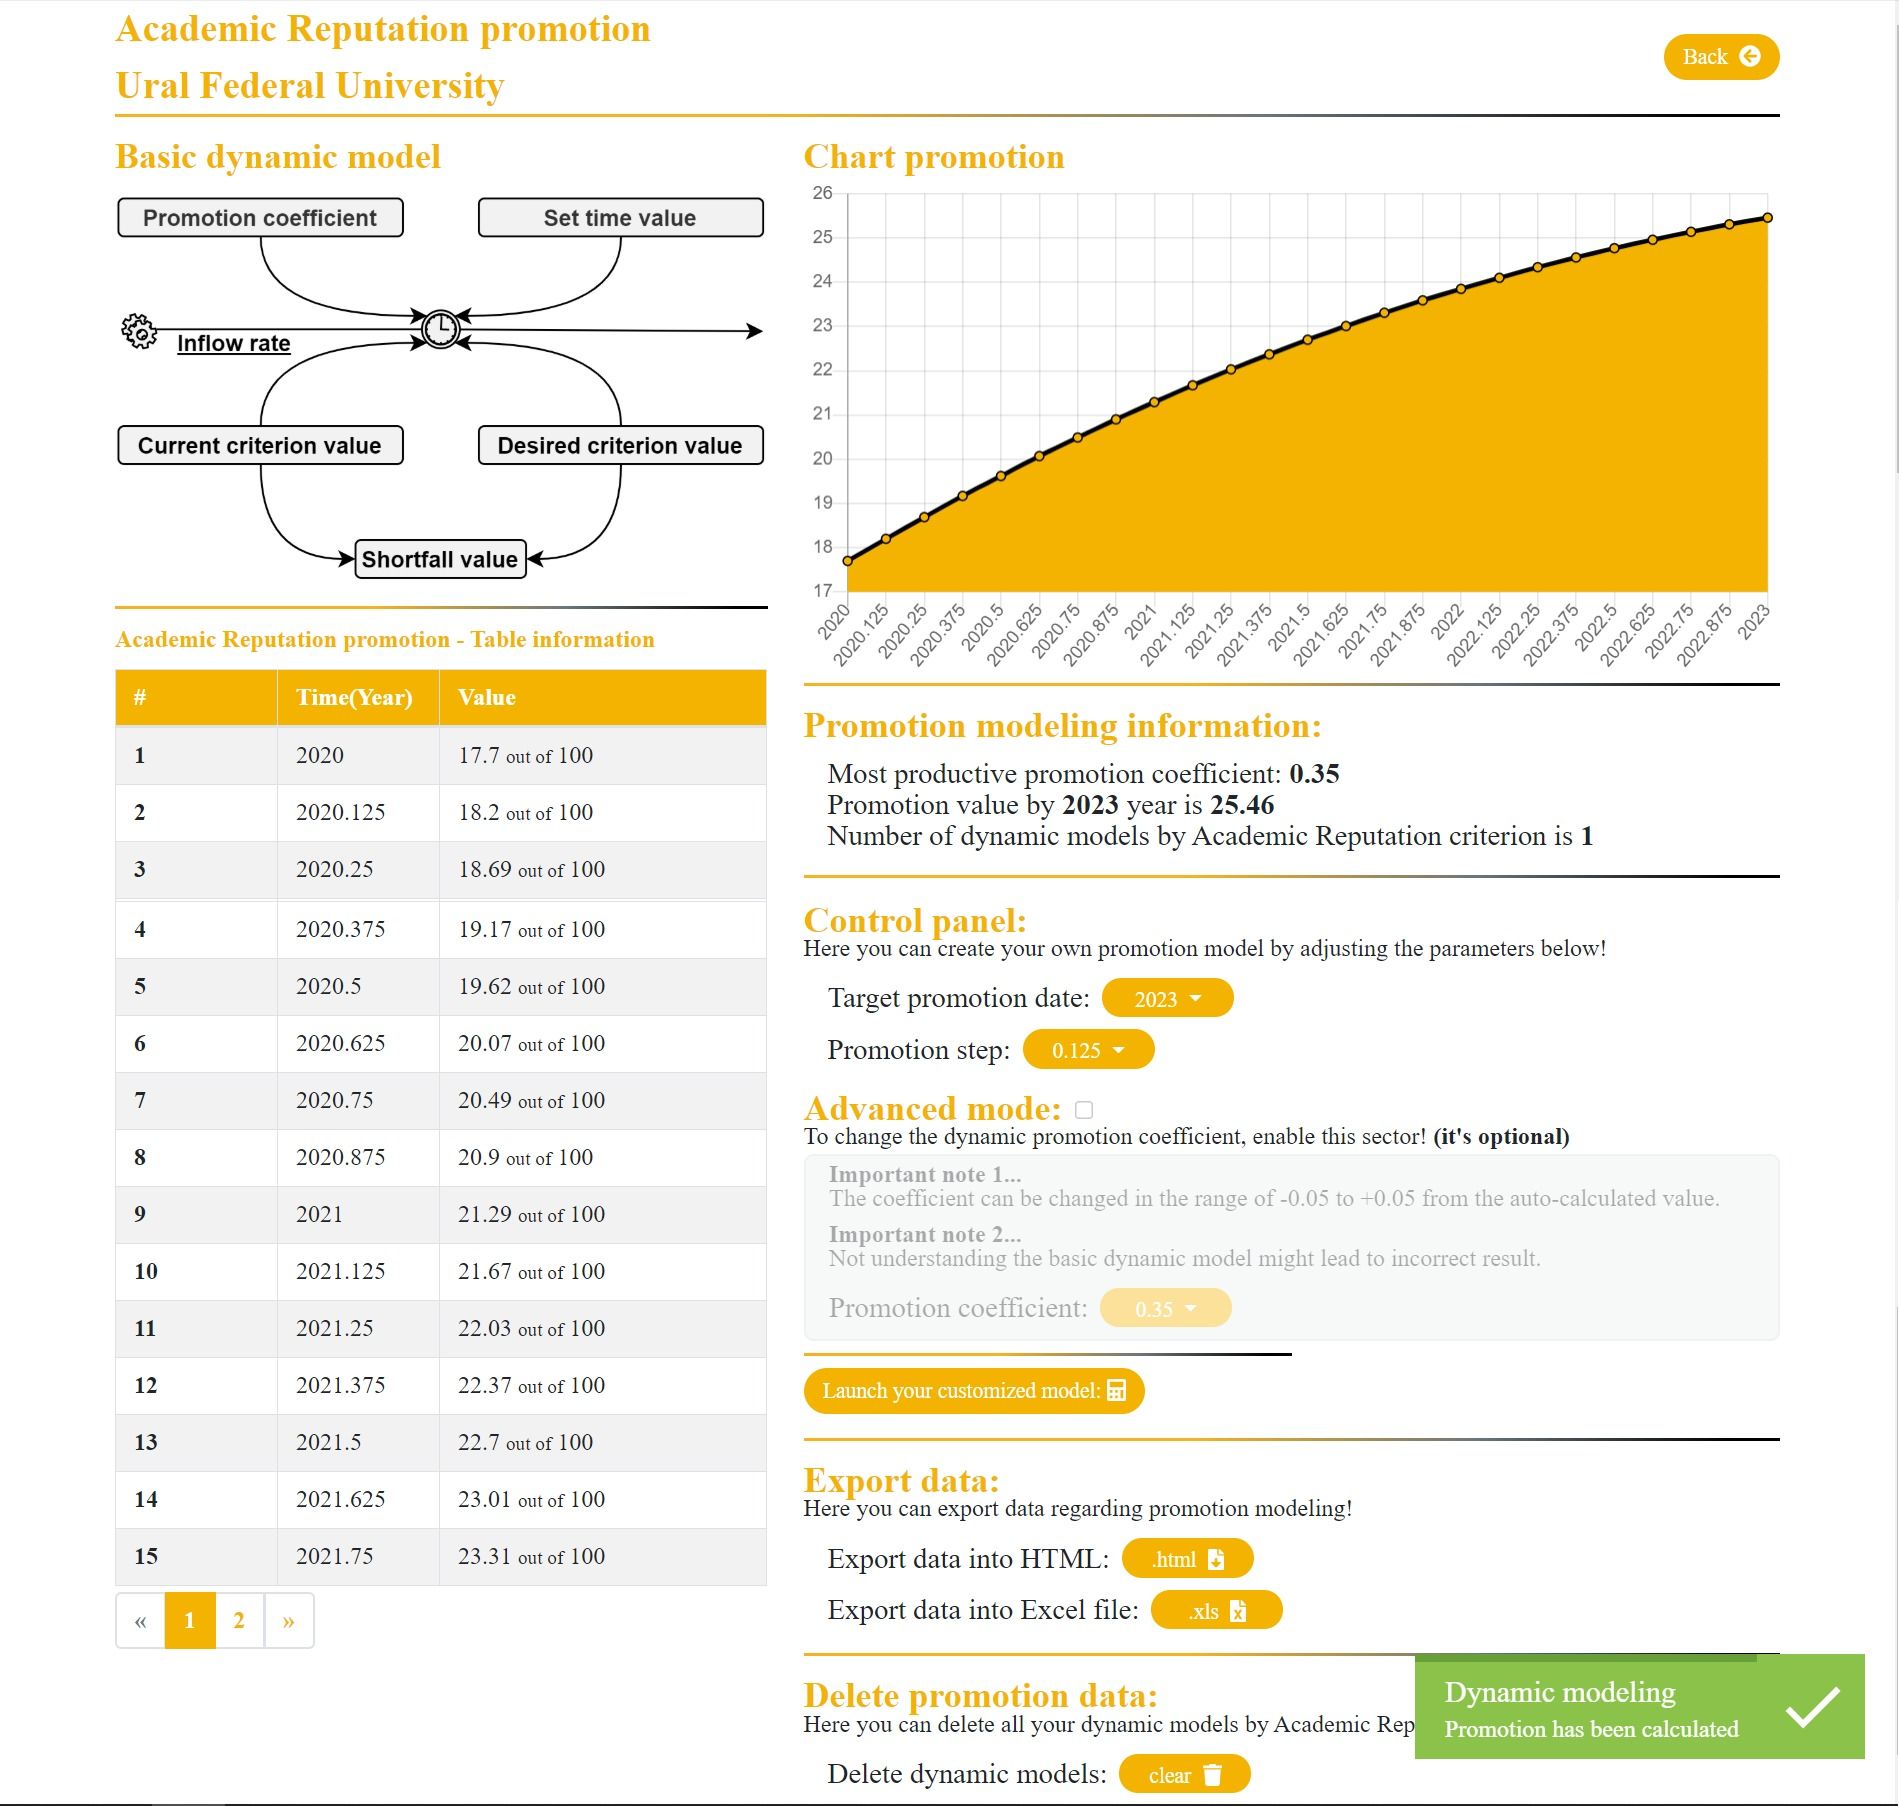 Academic Reputation promotion
Ural Federal University
Back
Basic dynamic model
Promotion coefficient
Set time value
Inflow rate
Current criterion value
Desired criterion value
Shortfall value
Academic Reputation promotion - Table information
# Time(Year) Value
1 2020 17.7 out of 100
2 2020.125 18.2 out of 100
3 2020.25 18.69 out of 100
4 2020.375 19.17 out of 100
5 2020.5 19.62 out of 100
6 2020.625 20.07 out of 100
7 2020.75 20.49 out of 100
8 2020.875 20.9 out of 100
9 2021 21.29 out of 100
10 2021.125 21.67 out of 100
11 2021.25 22.03 out of 100
12 2021.375 22.37 out of 100
13 2021.5 22.7 out of 100
14 2021.625 23.01 out of 100
15 2021.75 23.31 out of 100
« 1 2 »
Chart promotion
26
25
24
23
22
21
20
19
18
17
2020
2020.125
2020.25
2020.375
2020.5
2020.625
2020.75
2020.875
2021
2021.125
2021.25
2021.375
2021.5
2021.625
2021.75
2021.875
2022
2022.125
2022.25
2022.375
2022.5
2022.625
2022.75
2022.875
2023
Promotion modeling information:
Most productive promotion coefficient: 0.35
Promotion value by 2023 year is 25.46
Number of dynamic models by Academic Reputation criterion is 1
Control panel:
Here you can create your own promotion model by adjusting the parameters below!
Target promotion date: 2023
Promotion step: 0.125
Advanced mode:
To change the dynamic promotion coefficient, enable this sector! (it's optional)
Important note 1...
The coefficient can be changed in the range of -0.05 to +0.05 from the auto-calculated value.
Important note 2...
Not understanding the basic dynamic model might lead to incorrect result.
Promotion coefficient: 0.35
Launch your customized model:
Export data:
Here you can export data regarding promotion modeling!
Export data into HTML: .html
Export data into Excel file: .xls
Delete promotion data:
Here you can delete all your dynamic models by Academic Rep
Delete dynamic models: clear
Dynamic modeling
Promotion has been calculated